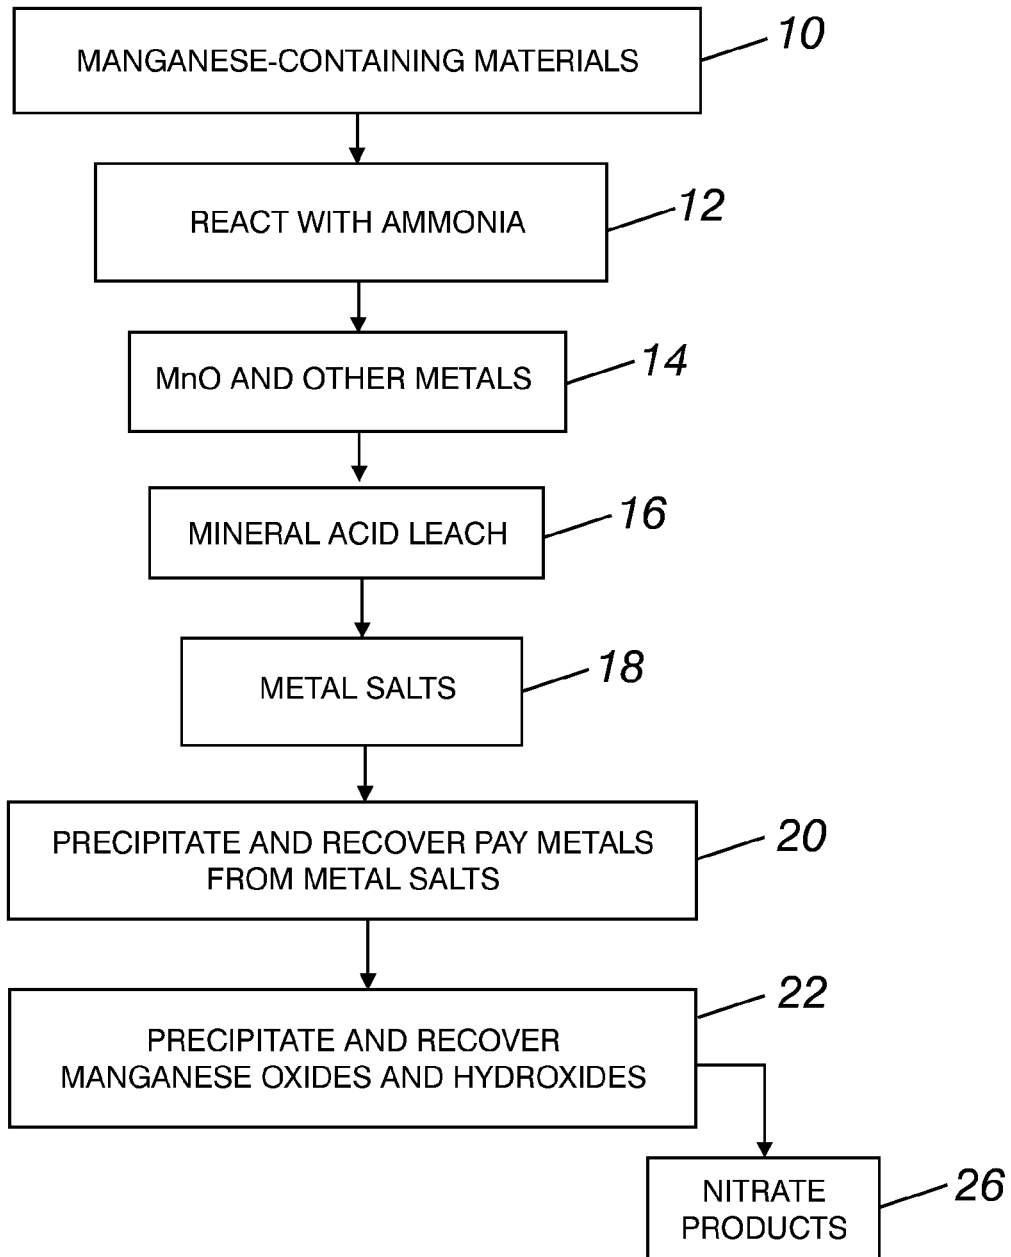 MANGANESE-CONTAINING MATERIALS
10
REACT WITH AMMONIA
12
MnO AND OTHER METALS
14
MINERAL ACID LEACH
16
METAL SALTS
18
PRECIPITATE AND RECOVER PAY METALS
FROM METAL SALTS
20
PRECIPITATE AND RECOVER
MANGANESE OXIDES AND HYDROXIDES
22
NITRATE
PRODUCTS
26